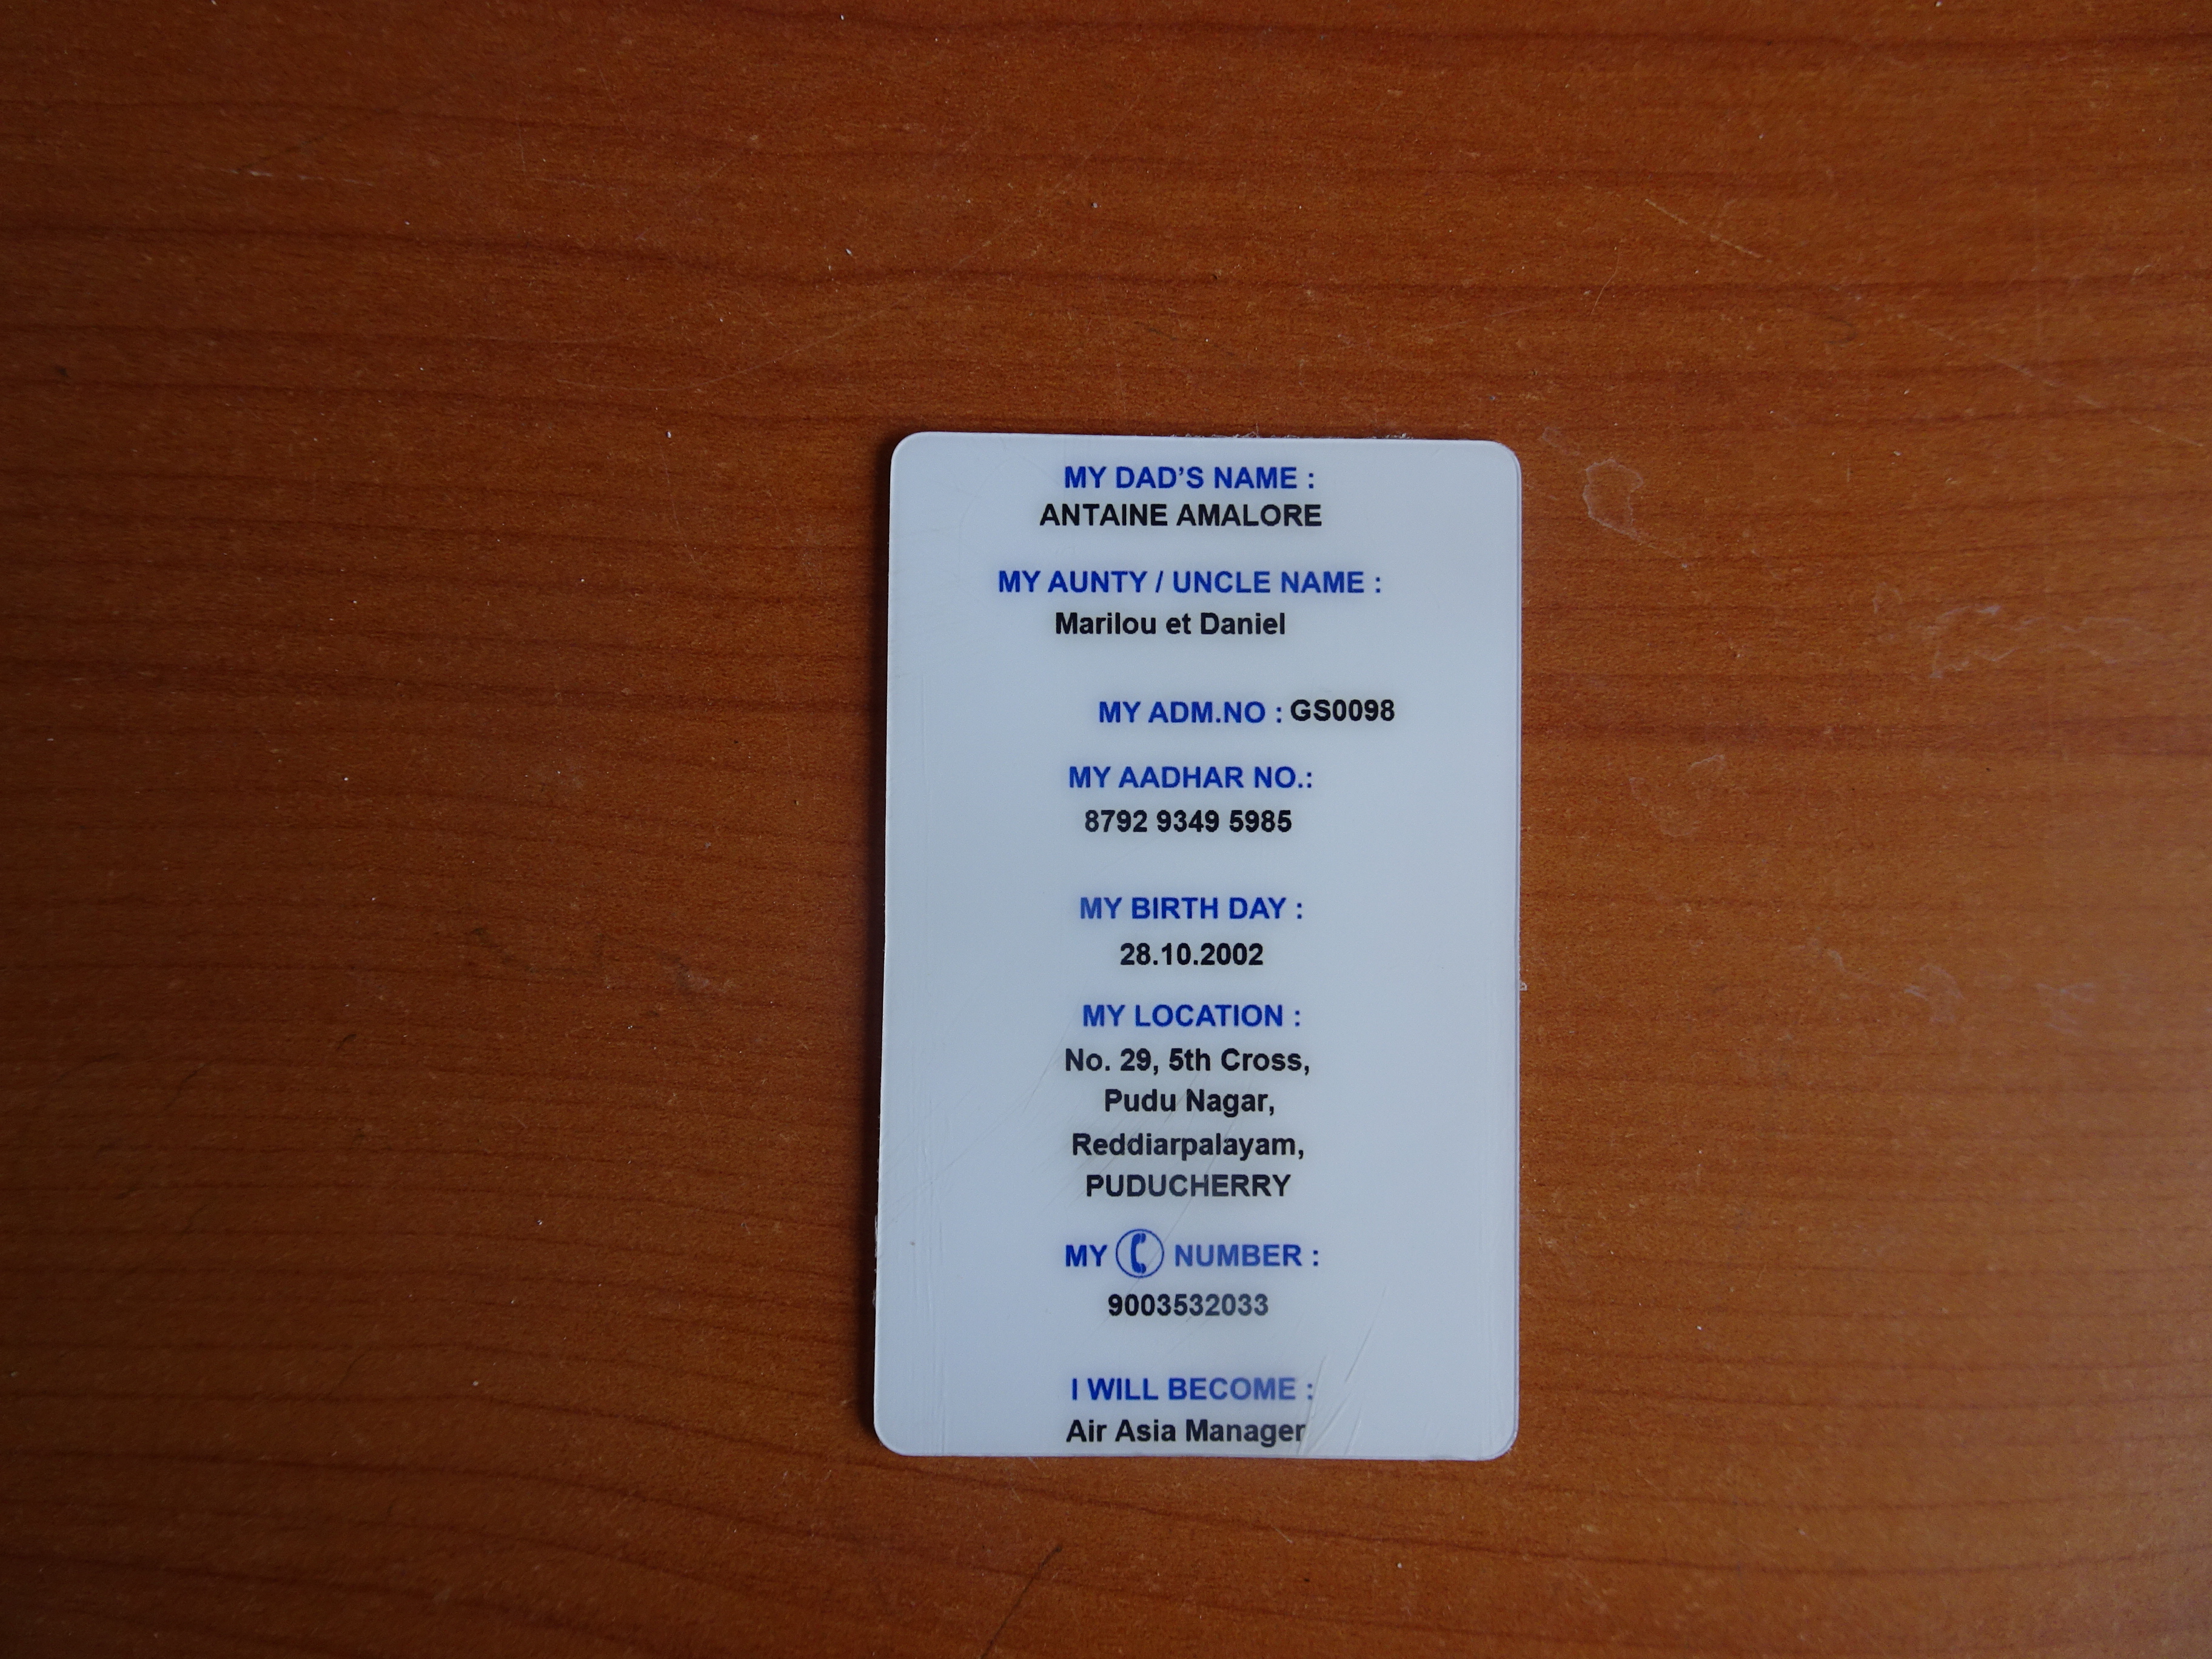 MY DAD'S NAME :
ANTAINE AMALORE
MY AUNTY / UNCLE NAME :
Marilou et Daniel
MY ADM.NO : GS0098
MY AADHAR NO.:
8792 9349 5985
MY BIRTH DAY :
28.10.2002
MY LOCATION :
No. 29, 5th Cross,
Pudu Nagar,
Reddiarpalayam,
PUDUCHERRY
MY NUMBER :
9003532033
I WILL BECOME :
Air Asia Manager